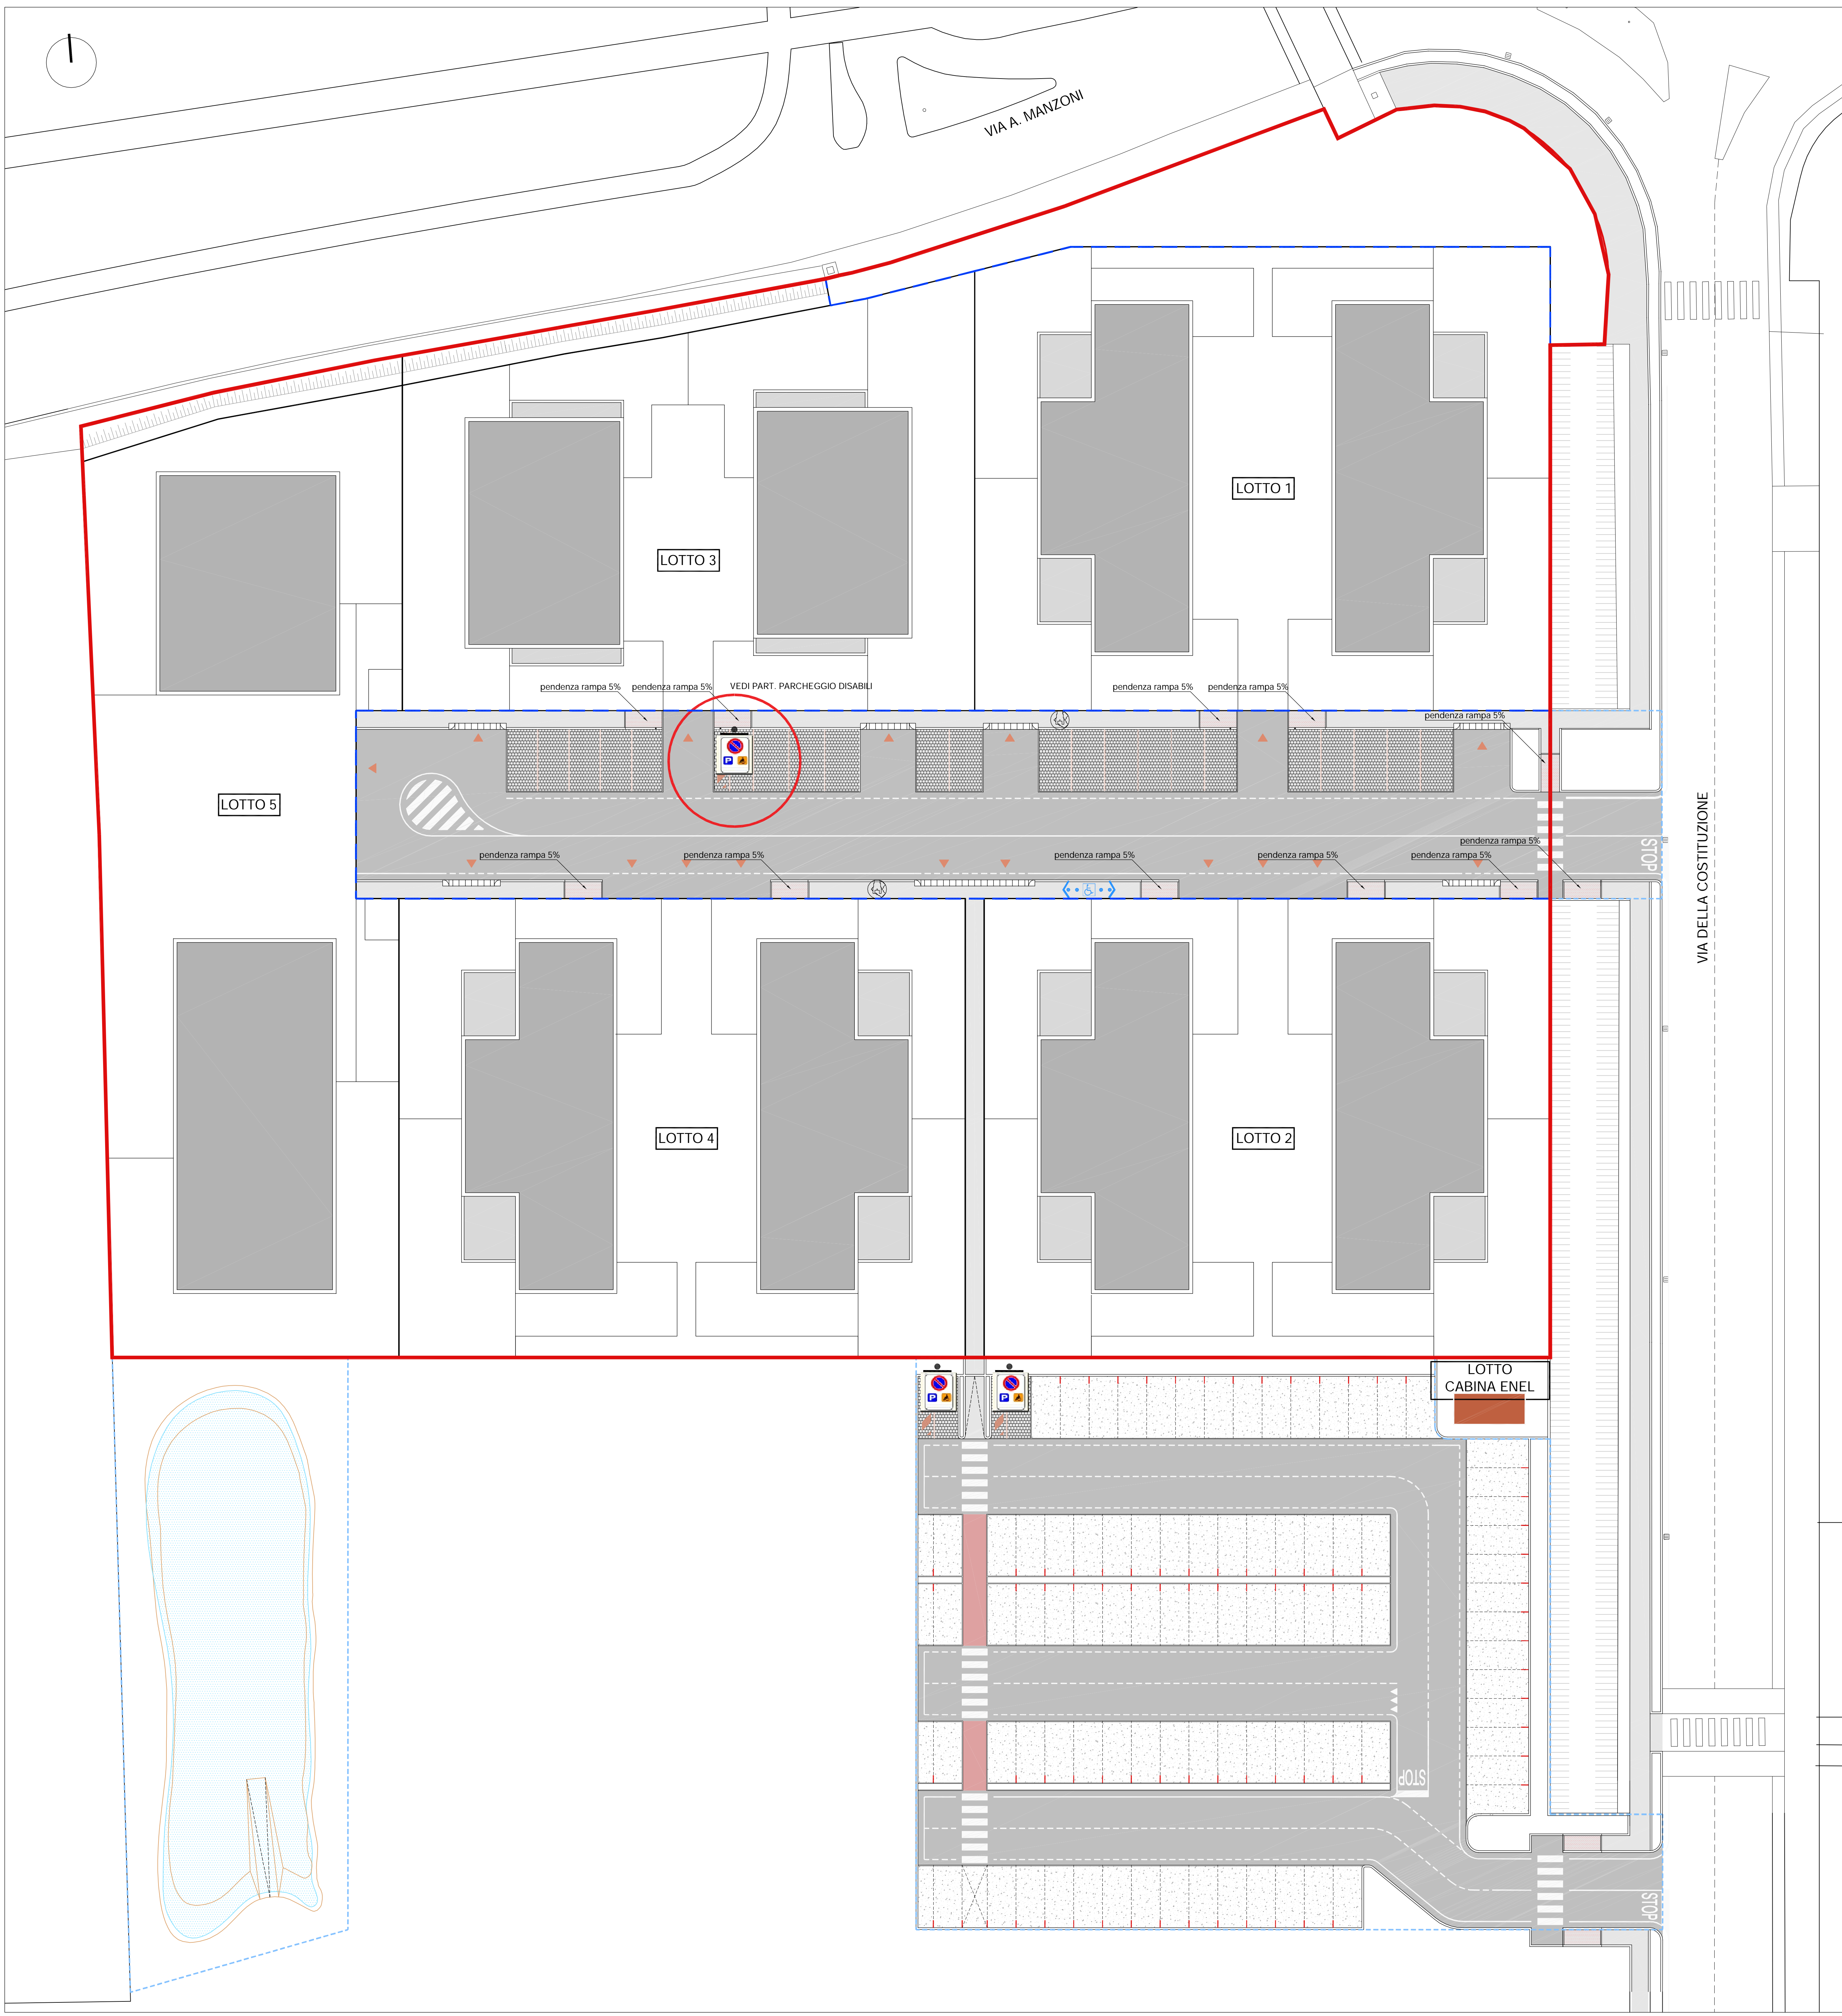 VIA A. MANZONI
LOTTO 1
LOTTO 3
pendenza rampa 5%
pendenza rampa 5%
VEDI PART. PARCHEGGIO DISABILI
pendenza rampa 5%
pendenza rampa 5%
pendenza rampa 5%
P
LOTTO 5
VIA DELLA COSTITUZIONE
STOP
pendenza rampa 5%
pendenza rampa 5%
pendenza rampa 5%
pendenza rampa 5%
pendenza rampa 5%
pendenza rampa 5%
LOTTO 4
LOTTO 2
LOTTO
CABINA ENEL
P
P
STOP
STOP